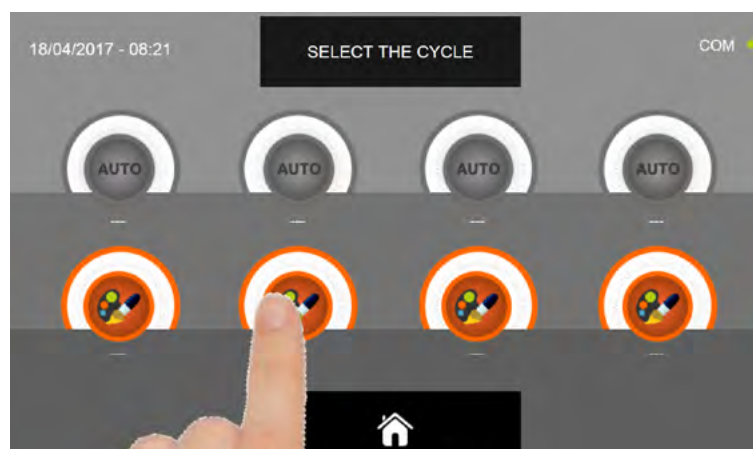 18/04/2017 - 08:21
SELECT THE CYCLE
COM
AUTO AUTO AUTO AUTO
--- --- --- ---
--- --- ---